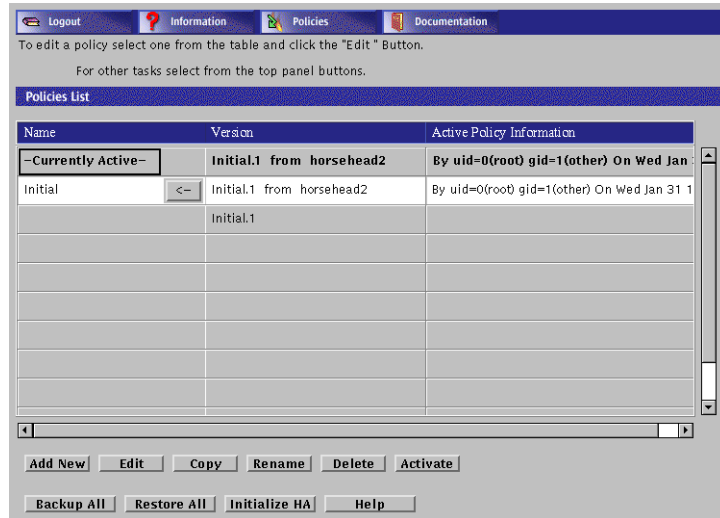 Logout Information Policies Documentation
To edit a policy select one from the table and click the "Edit " Button.
For other tasks select from the top panel buttons.
Policies List
Name Version Active Policy Information
–Currently Active– Initial.1 from horsehead2 By uid=0(root) gid=1(other) On Wed Jan
Initial <– Initial.1 from horsehead2 By uid=0(root) gid=1(other) On Wed Jan 31 1
Initial.1
Add New Edit Copy Rename Delete Activate
Backup All Restore All Initialize HA Help